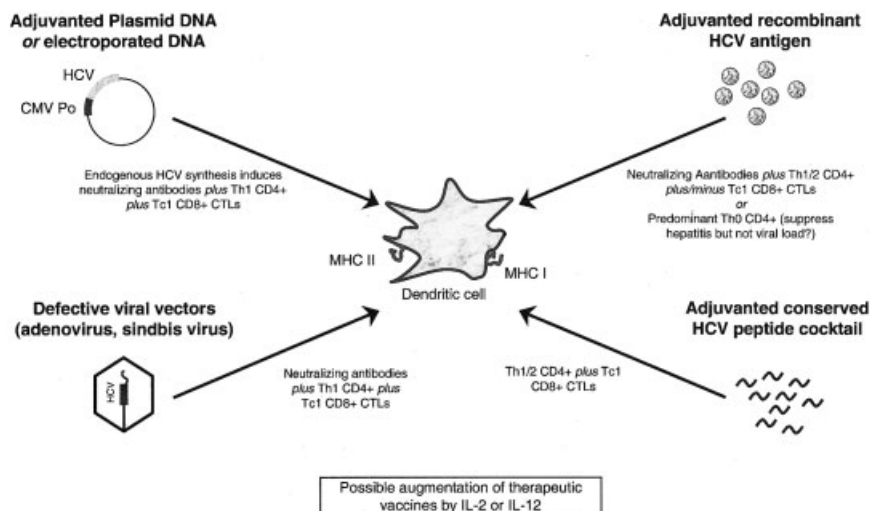 Adjuvanted Plasmid DNA
or electroporated DNA
HCV
CMV Po
Endogenous HCV synthesis induces
neutralizing antibodies plus Th1 CD4+
plus Tc1 CD8+ CTLs
Adjuvanted recombinant
HCV antigen
Neutralizing Aantibodies plus Th1/2 CD4+
plus/minus Tc1 CD8+ CTLs
or
Predominant Th0 CD4+ (suppress
hepatitis but not viral load?)
MHC II
MHC I
Dendritic cell
Defective viral vectors
(adenovirus, sindbis virus)
HCV
Neutralizing antibodies
plus Th1 CD4+ plus
Tc1 CD8+ CTLs
Adjuvanted conserved
HCV peptide cocktail
Th1/2 CD4+ plus Tc1
CD8+ CTLs
Possible augmentation of therapeutic
vaccines by IL-2 or IL-12